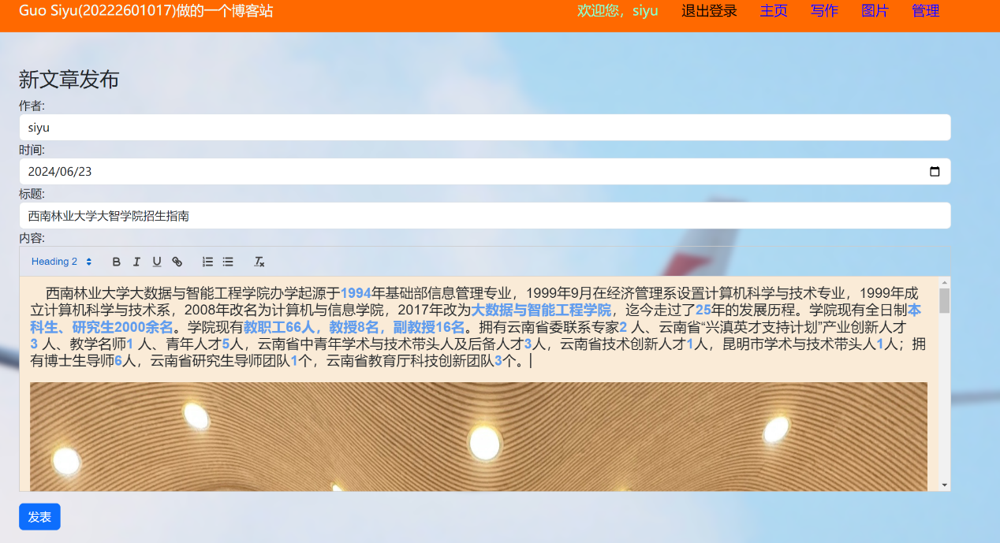 Guo Siyu(20222601017)做的一个博客站 欢迎您，siyu 退出登录 主页 写作 图片 管理
新文章发布
作者:
siyu
时间:
2024/06/23
标题:
西南林业大学大智学院招生指南
内容:
Heading 2 B I U Tx
西南林业大学大数据与智能工程学院办学起源于1994年基础部信息管理专业，1999年9月在经济管理系设置计算机科学与技术专业，1999年成
立计算机科学与技术系，2008年改名为计算机与信息学院，2017年改为大数据与智能工程学院，迄今走过了25年的发展历程。学院现有全日制本
科生、研究生2000余名。学院现有教职工66人，教授8名，副教授16名。拥有云南省委联系专家2 人、云南省“兴滇英才支持计划”产业创新人才
3 人、教学名师1 人、青年人才5人，云南省中青年学术与技术带头人及后备人才3人，云南省技术创新人才1人，昆明市学术与技术带头人1人；拥
有博士生导师6人，云南省研究生导师团队1个，云南省教育厅科技创新团队3个。
发表